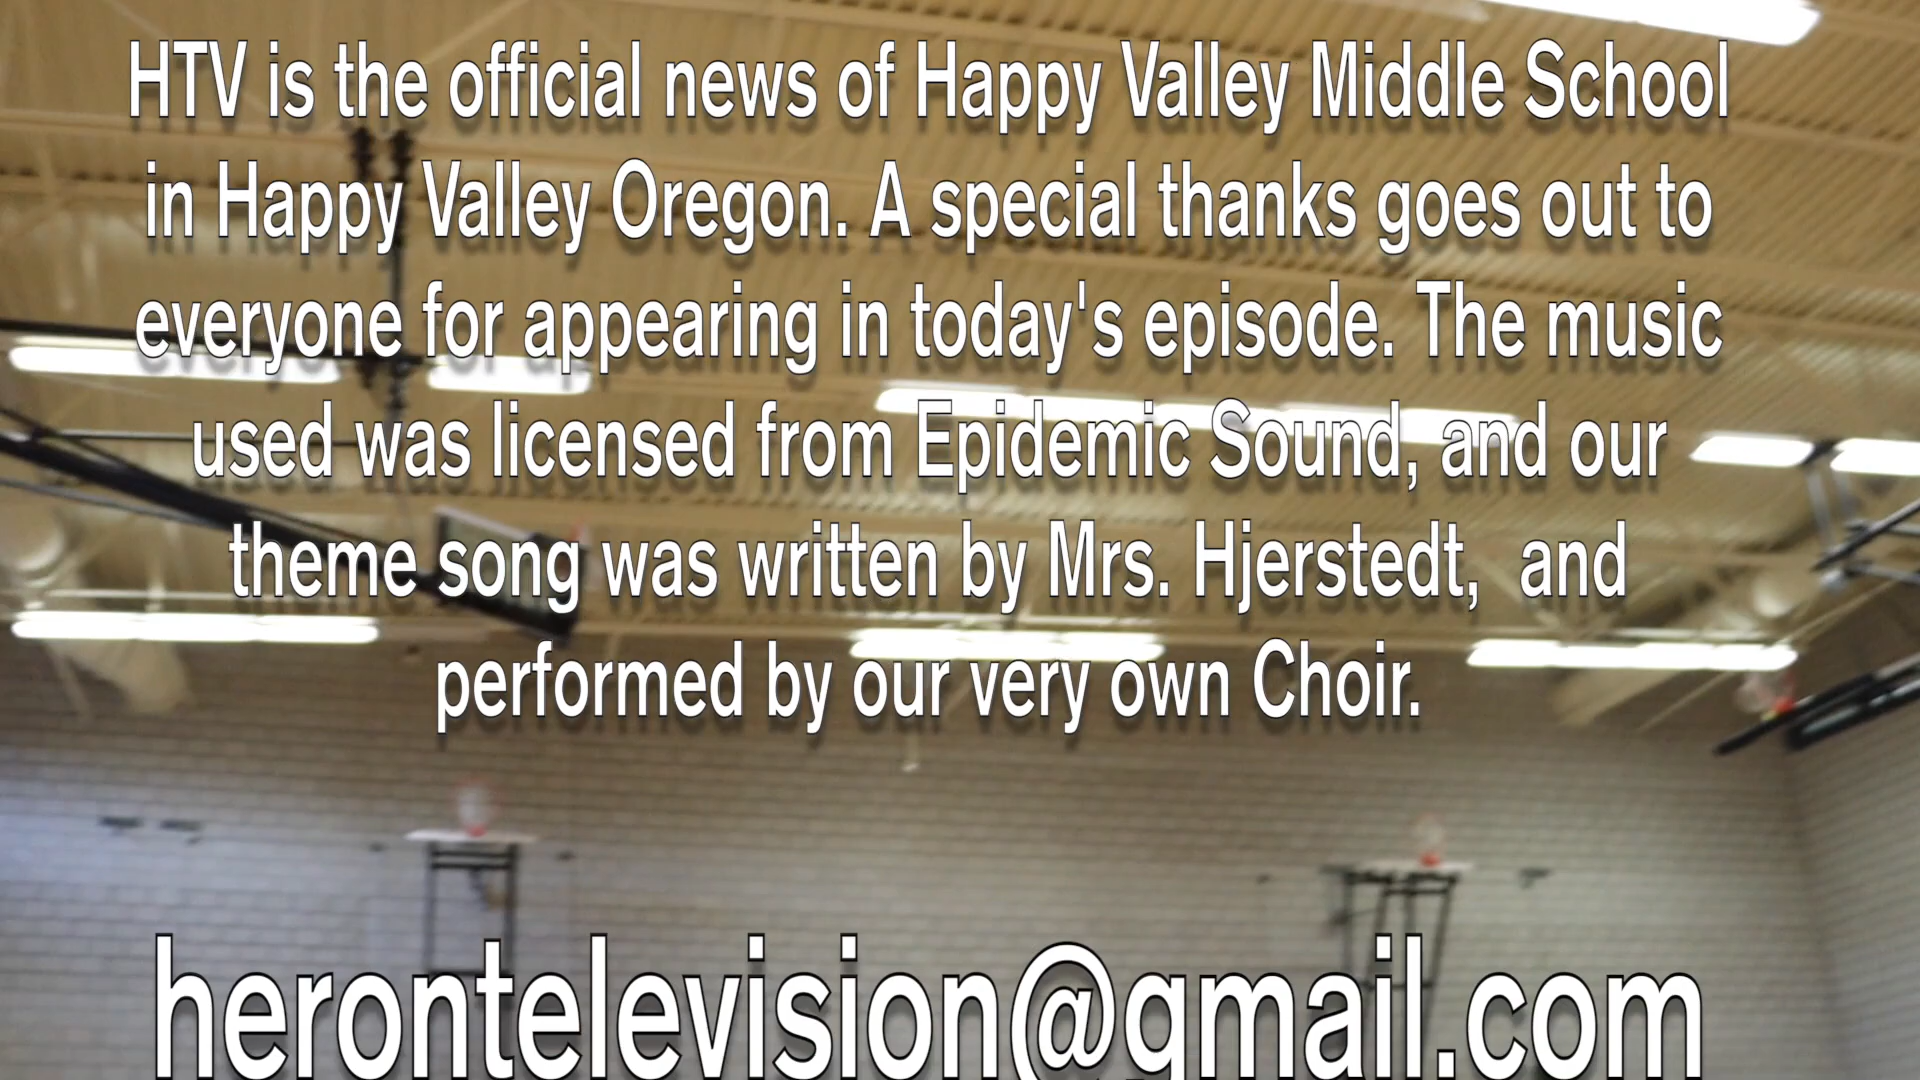 HTV is the official news of Happy Valley Middle School
in Happy Valley Oregon. A special thanks goes out to
everyone for appearing in today's episode. The music
used was licensed from Epidemic Sound, and our
theme song was written by Mrs. Hjerstedt,  and
performed by our very own Choir.
herontelevision@gmail.com